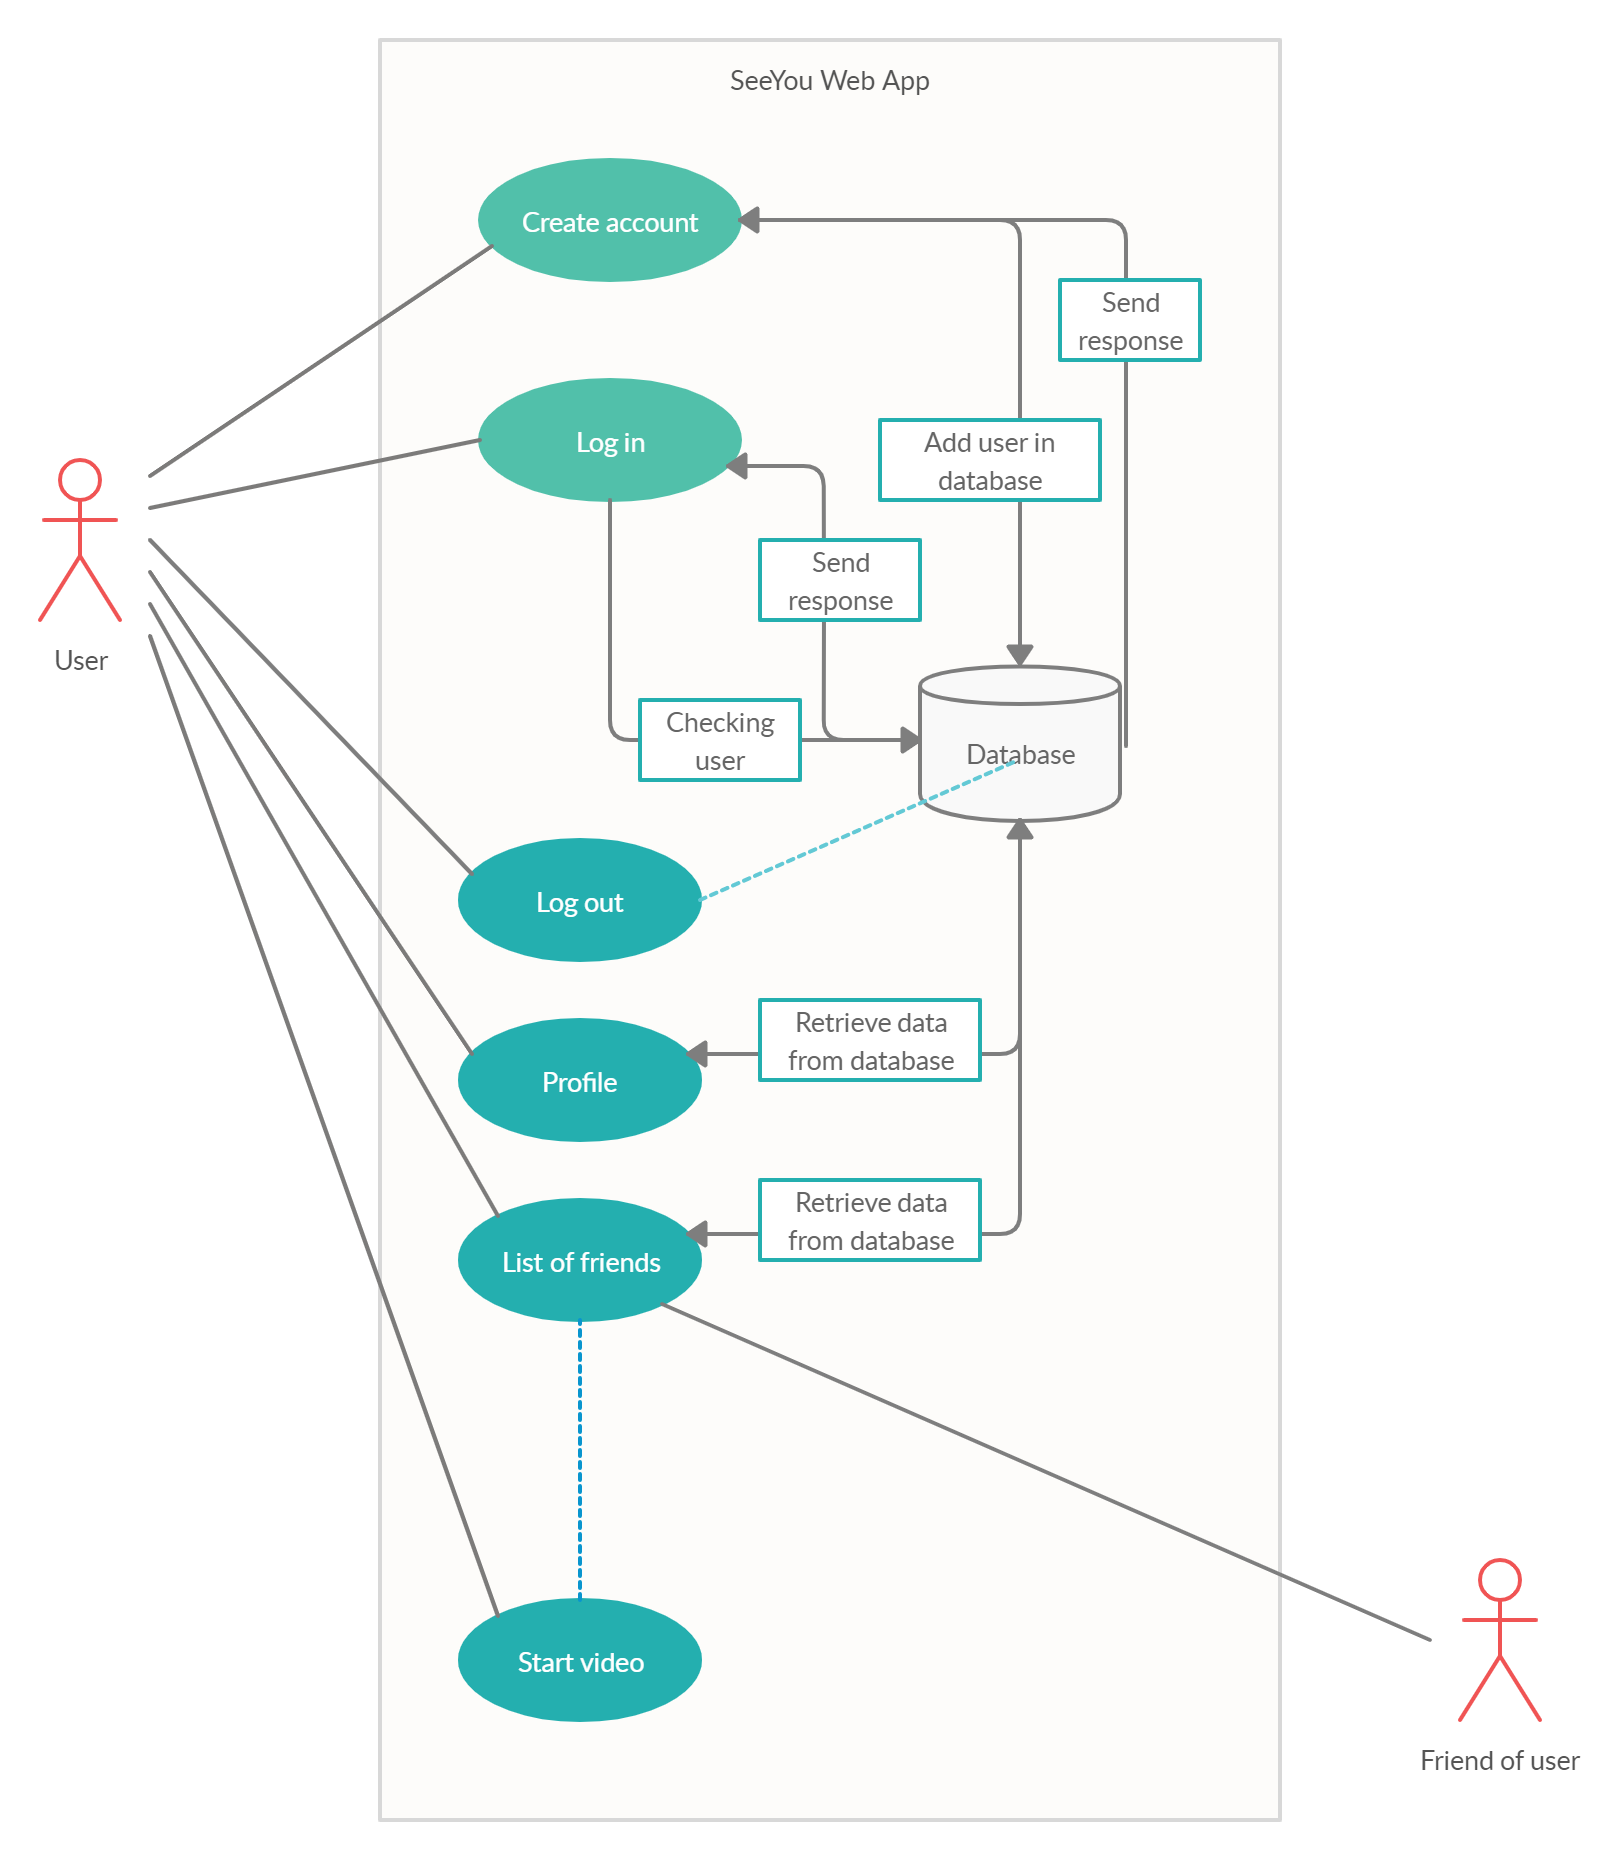 SeeYou Web App
Create account
Send
response
Log in
Add user in
database
Send
response
User
Checking
user
Database
Log out
Retrieve data
from database
Profile
Retrieve data
from database
List of friends
Start video
Friend of user